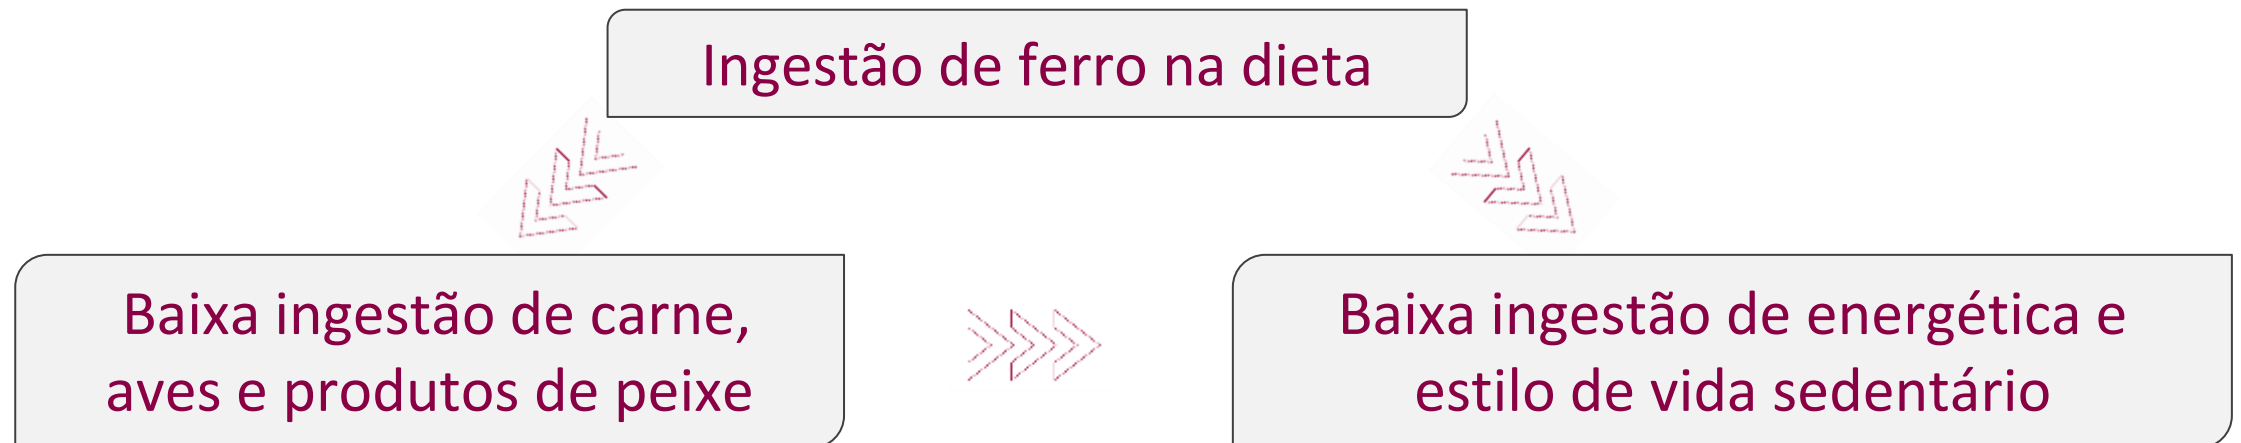 Ingestão de ferro na dieta
Baixa ingestão de carne,
aves e produtos de peixe
Baixa ingestão de energética e
estilo de vida sedentário